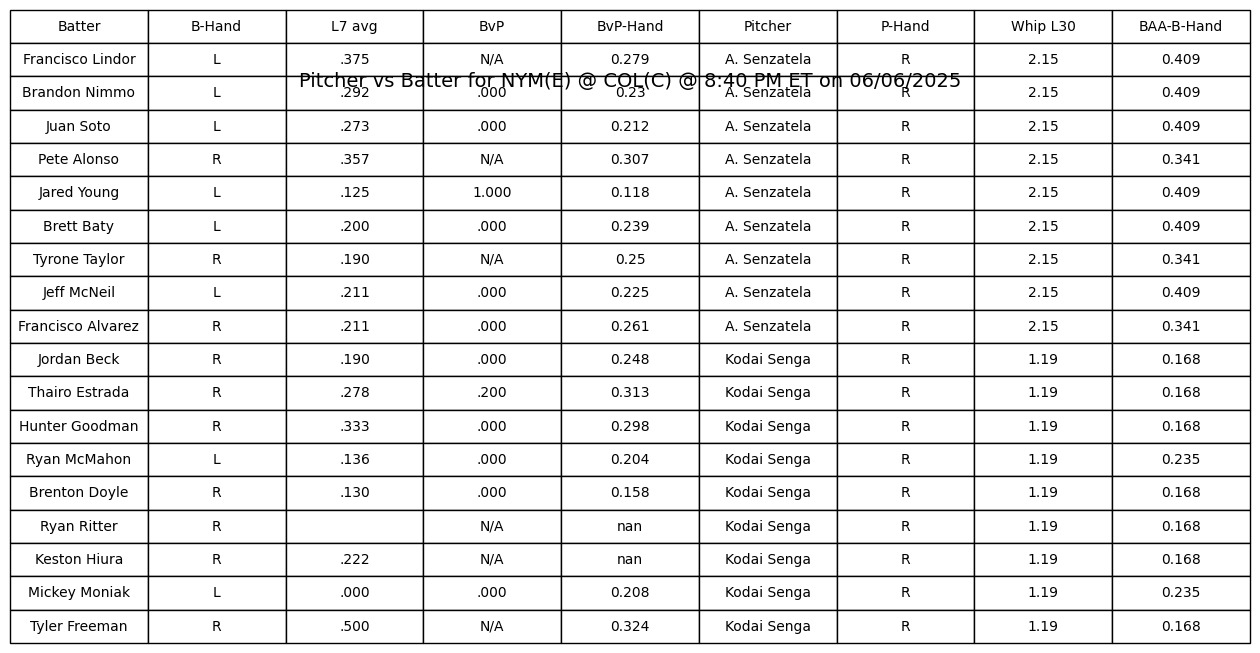 Batter B-Hand L7 avg BvP BvP-Hand Pitcher P-Hand Whip L30 BAA-B-Hand
Francisco Lindor L .375 N/A 0.279 A. Senzatela R 2.15 0.409
Pitcher vs Batter for NYM(E) @ COL(C) @ 8:40 PM ET on 06/06/2025
Brandon Nimmo L .292 .000 0.23 A. Senzatela R 2.15 0.409
Juan Soto L .273 .000 0.212 A. Senzatela R 2.15 0.409
Pete Alonso R .357 N/A 0.307 A. Senzatela R 2.15 0.341
Jared Young L .125 1.000 0.118 A. Senzatela R 2.15 0.409
Brett Baty L .200 .000 0.239 A. Senzatela R 2.15 0.409
Tyrone Taylor R .190 N/A 0.25 A. Senzatela R 2.15 0.341
Jeff McNeil L .211 .000 0.225 A. Senzatela R 2.15 0.409
Francisco Alvarez R .211 .000 0.261 A. Senzatela R 2.15 0.341
Jordan Beck R .190 .000 0.248 Kodai Senga R 1.19 0.168
Thairo Estrada R .278 .200 0.313 Kodai Senga R 1.19 0.168
Hunter Goodman R .333 .000 0.298 Kodai Senga R 1.19 0.168
Ryan McMahon L .136 .000 0.204 Kodai Senga R 1.19 0.235
Brenton Doyle R .130 .000 0.158 Kodai Senga R 1.19 0.168
Ryan Ritter R N/A nan Kodai Senga R 1.19 0.168
Keston Hiura R .222 N/A nan Kodai Senga R 1.19 0.168
Mickey Moniak L .000 .000 0.208 Kodai Senga R 1.19 0.235
Tyler Freeman R .500 N/A 0.324 Kodai Senga R 1.19 0.168